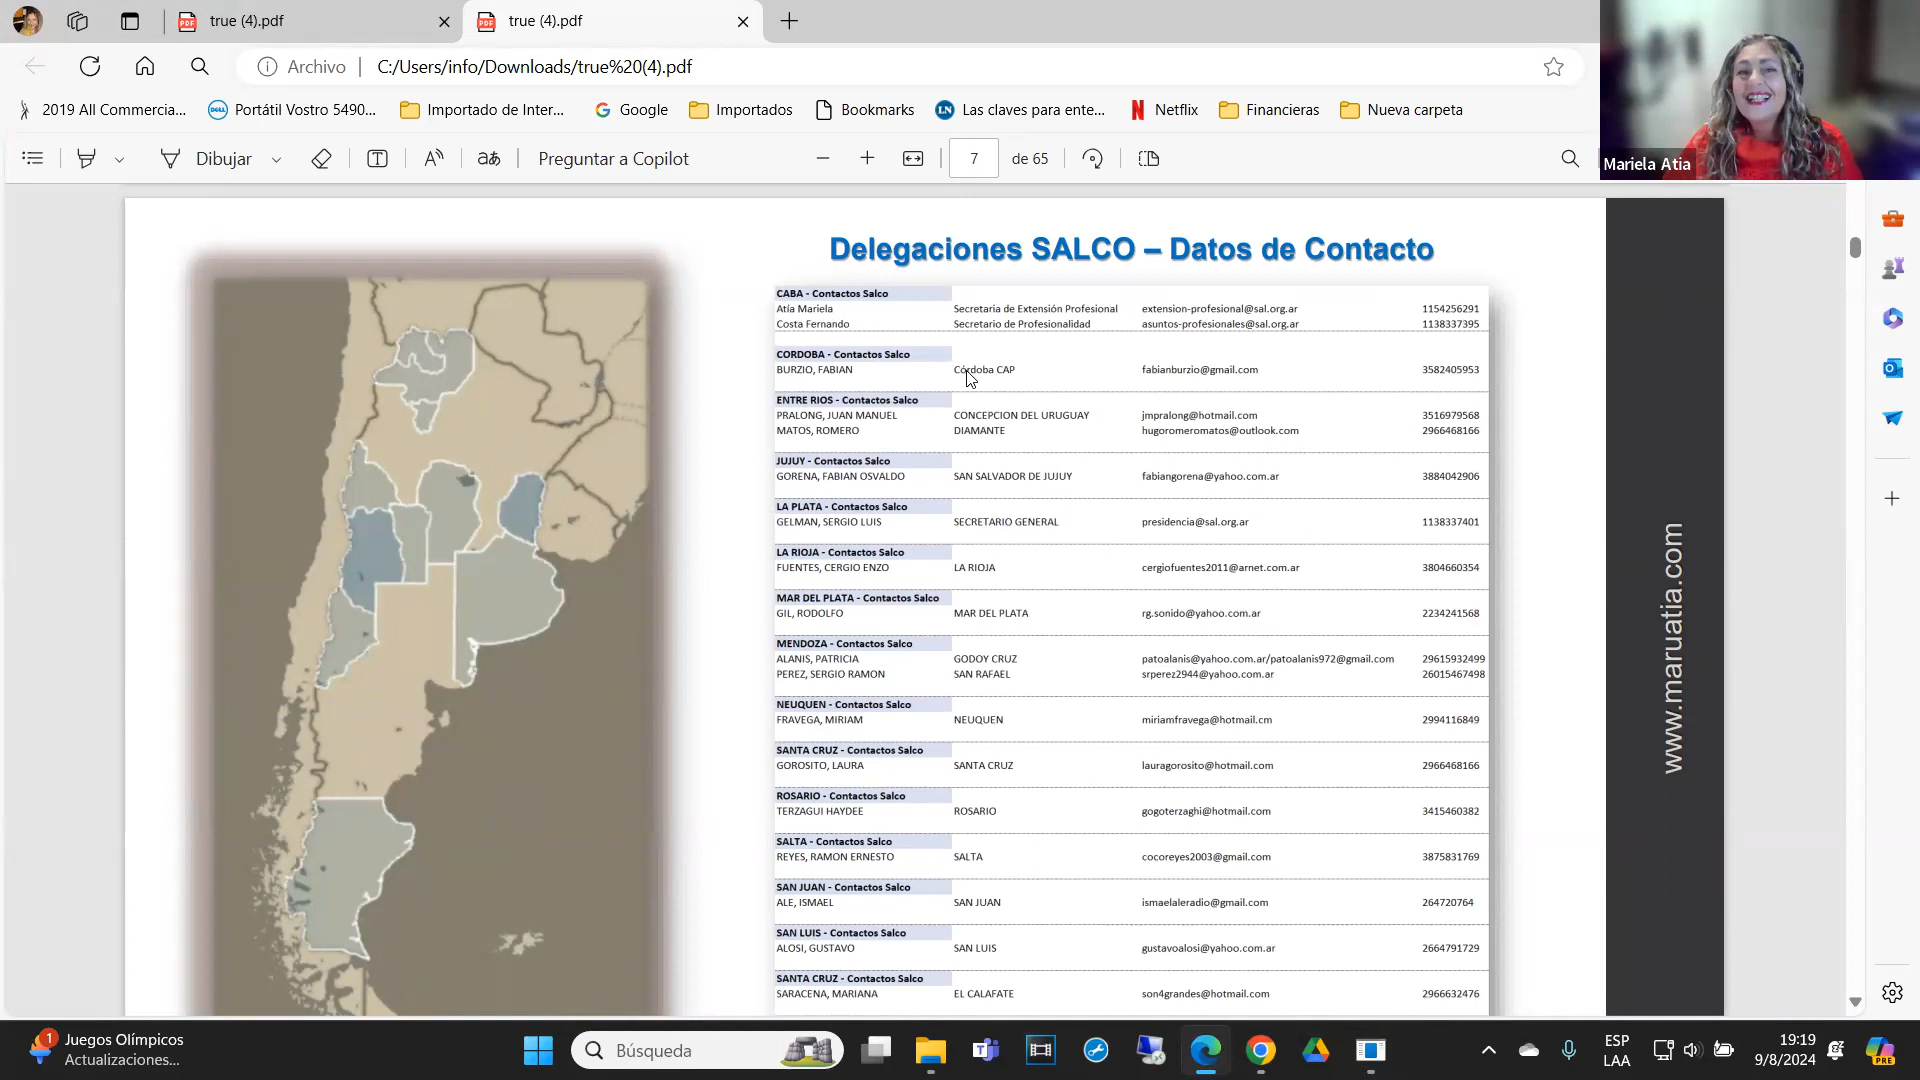 true (4).pdf
true (4).pdf
Archivo
C:/Users/info/Downloads/true%20(4).pdf
2019 All Commercia...
Portátil Vostro 5490...
Importado de Inter...
Google
Importados
Bookmarks
LN Las claves para ente...
Netflix
Financieras
Nueva carpeta
Dibujar
Preguntar a Copilot
7 de 65
Mariela Atia
Delegaciones SALCO – Datos de Contacto
CABA - Contactos Salco
Atía Mariela Secretaria de Extensión Profesional extension-profesional@sal.org.ar 1154256291
Costa Fernando Secretario de Profesionalidad asuntos-profesionales@sal.org.ar 1138337395
CORDOBA - Contactos Salco
BURZIO, FABIAN Córdoba CAP fabianburzio@gmail.com 3582405953
ENTRE RIOS - Contactos Salco
PRALONG, JUAN MANUEL CONCEPCION DEL URUGUAY jmpralong@hotmail.com 3516979568
MATOS, ROMERO DIAMANTE hugoromeromatos@outlook.com 2966468166
JUJUY - Contactos Salco
GORENA, FABIAN OSVALDO SAN SALVADOR DE JUJUY fabiangorena@yahoo.com.ar 3884042906
LA PLATA - Contactos Salco
GELMAN, SERGIO LUIS SECRETARIO GENERAL presidencia@sal.org.ar 1138337401
LA RIOJA - Contactos Salco
FUENTES, CERGIO ENZO LA RIOJA cergiofuentes2011@arnet.com.ar 3804660354
MAR DEL PLATA - Contactos Salco
GIL, RODOLFO MAR DEL PLATA rg.sonido@yahoo.com.ar 2234241568
MENDOZA - Contactos Salco
ALANIS, PATRICIA GODOY CRUZ patoalanis@yahoo.com.ar/patoalanis972@gmail.com 29615932499
PEREZ, SERGIO RAMON SAN RAFAEL srperez2944@yahoo.com.ar 26015467498
NEUQUEN - Contactos Salco
FRAVEGA, MIRIAM NEUQUEN miriamfravega@hotmail.cm 2994116849
SANTA CRUZ - Contactos Salco
GOROSITO, LAURA SANTA CRUZ lauragorosito@hotmail.com 2966468166
ROSARIO - Contactos Salco
TERZAGUI HAYDEE ROSARIO gogoterzaghi@hotmail.com 3415460382
SALTA - Contactos Salco
REYES, RAMON ERNESTO SALTA cocoreyes2003@gmail.com 3875831769
SAN JUAN - Contactos Salco
ALE, ISMAEL SAN JUAN ismaelaleradio@gmail.com 264720764
SAN LUIS - Contactos Salco
ALOSI, GUSTAVO SAN LUIS gustavoalosi@yahoo.com.ar 2664791729
SANTA CRUZ - Contactos Salco
SARACENA, MARIANA EL CALAFATE son4grandes@hotmail.com 2966632476
www.maruatia.com
1
Juegos Olímpicos
Actualizaciones...
Búsqueda
ESP
LAA
19:19
9/8/2024
PRE